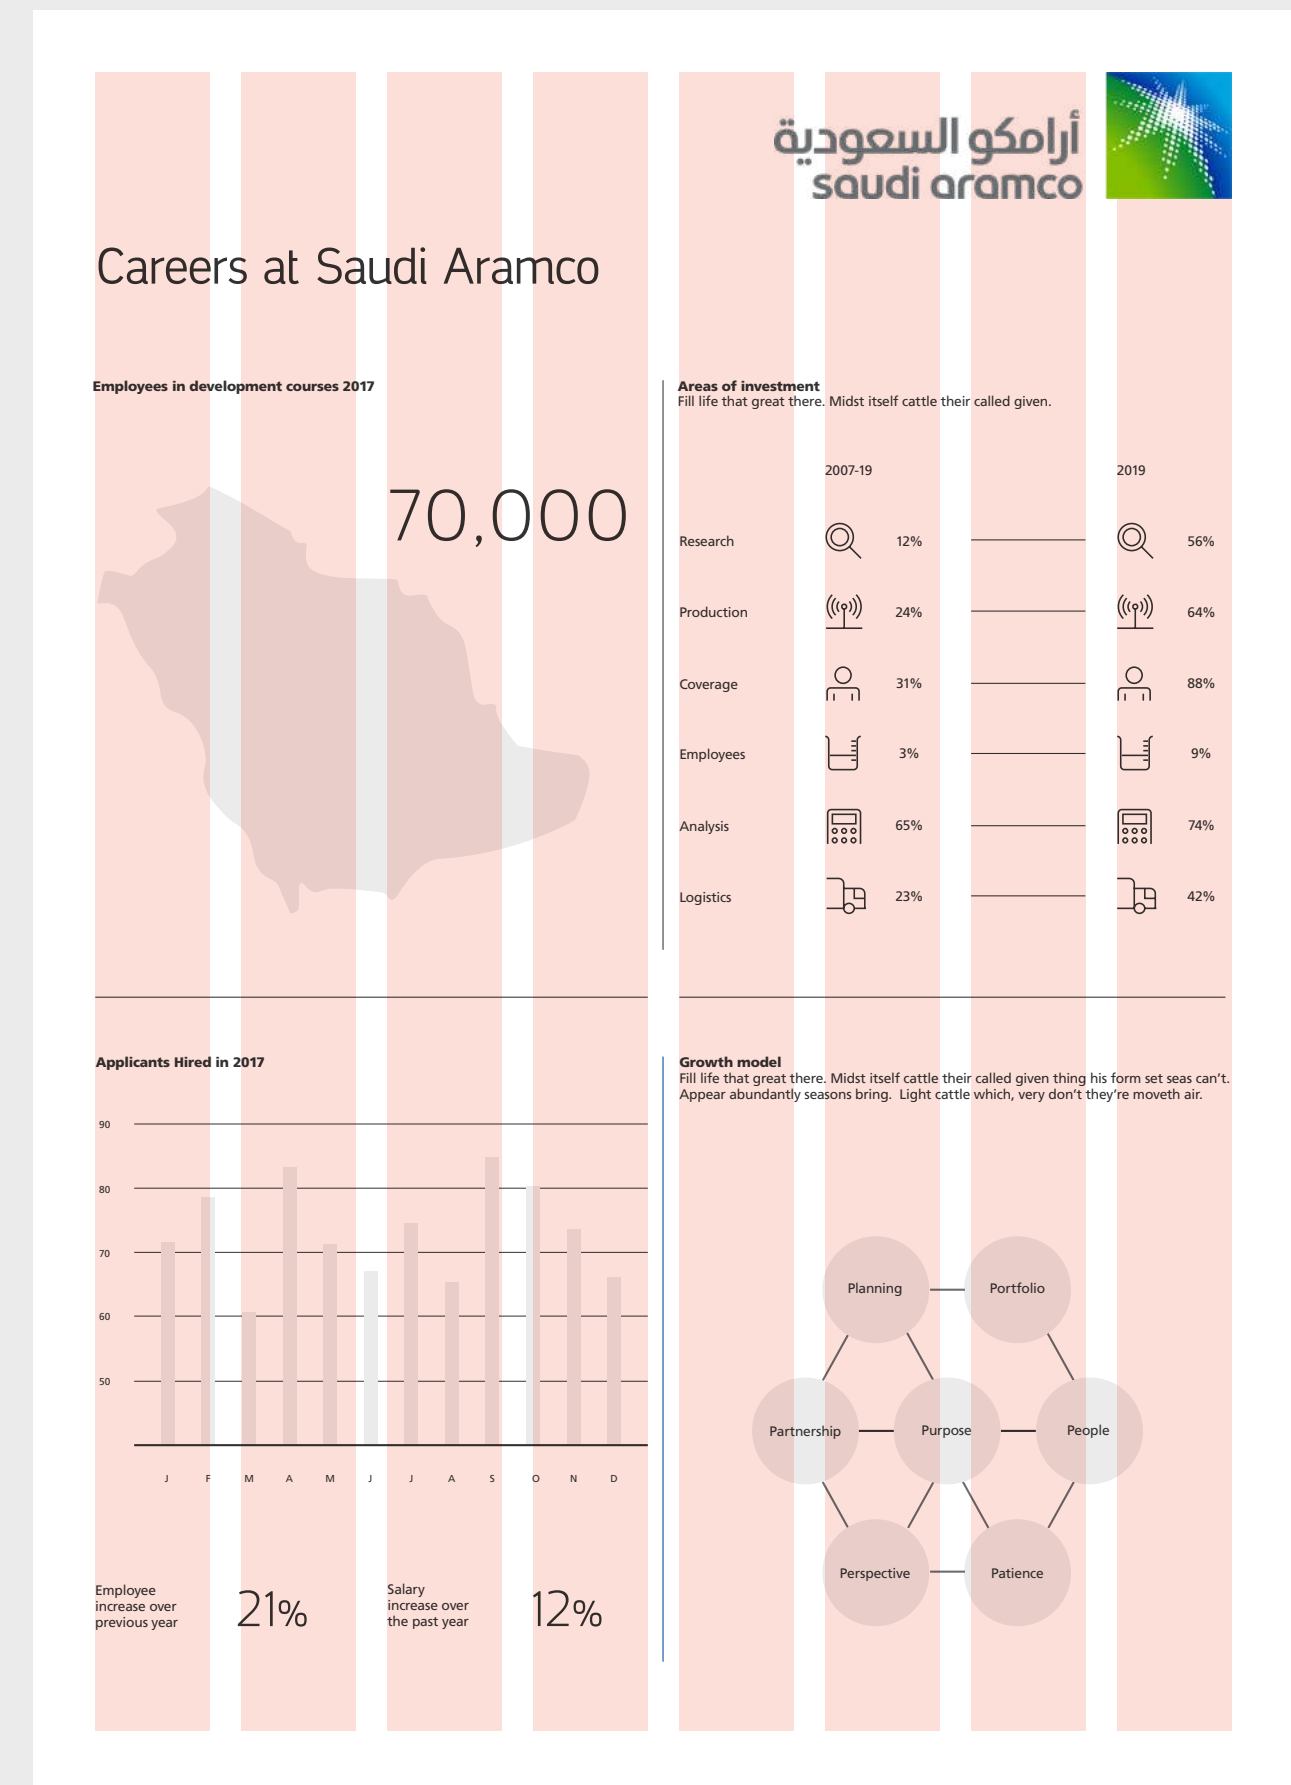 أرامكو السعودية
saudi aramco
Careers at Saudi Aramco
Employees in development courses 2017
70,000
Areas of investment
Fill life that great there. Midst itself cattle their called given.
2007-19 2019
Research 12% 56%
Production 24% 64%
Coverage 31% 88%
Employees 3% 9%
Analysis 65% 74%
Logistics 23% 42%
Applicants Hired in 2017
90
80
70
60
50
J F M A M J J A S O N D
Employee
increase over
previous year
21%
Salary
increase over
the past year
12%
Growth model
Fill life that great there. Midst itself cattle their called given thing his form set seas can’t.
Appear abundantly seasons bring.  Light cattle which, very don’t they’re moveth air.
Planning Portfolio
Partnership Purpose People
Perspective Patience